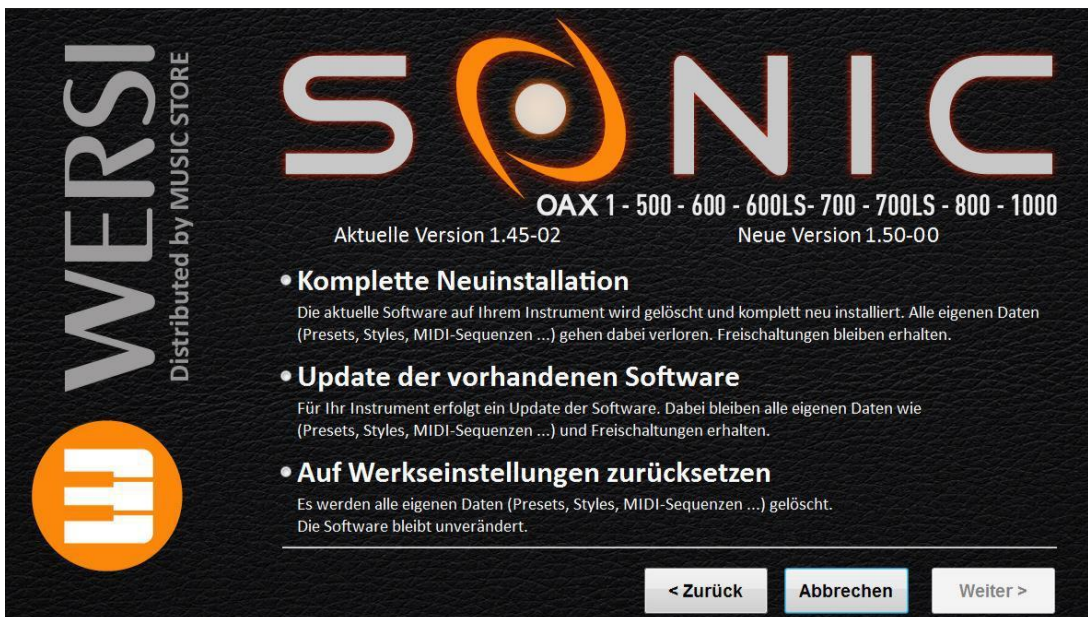 WERSI
Distributed by MUSIC STORE
SONIC
OAX 1 - 500 - 600 - 600LS- 700 - 700LS - 800 - 1000
Aktuelle Version 1.45-02 Neue Version 1.50-00
Komplette Neuinstallation
Die aktuelle Software auf Ihrem Instrument wird gelöscht und komplett neu installiert. Alle eigenen Daten
(Presets, Styles, MIDI-Sequenzen ...) gehen dabei verloren. Freischaltungen bleiben erhalten.
Update der vorhandenen Software
Für Ihr Instrument erfolgt ein Update der Software. Dabei bleiben alle eigenen Daten wie
(Presets, Styles, MIDI-Sequenzen ...) und Freischaltungen erhalten.
Auf Werkseinstellungen zurücksetzen
Es werden alle eigenen Daten (Presets, Styles, MIDI-Sequenzen ...) gelöscht.
Die Software bleibt unverändert.
< Zurück Abbrechen Weiter >